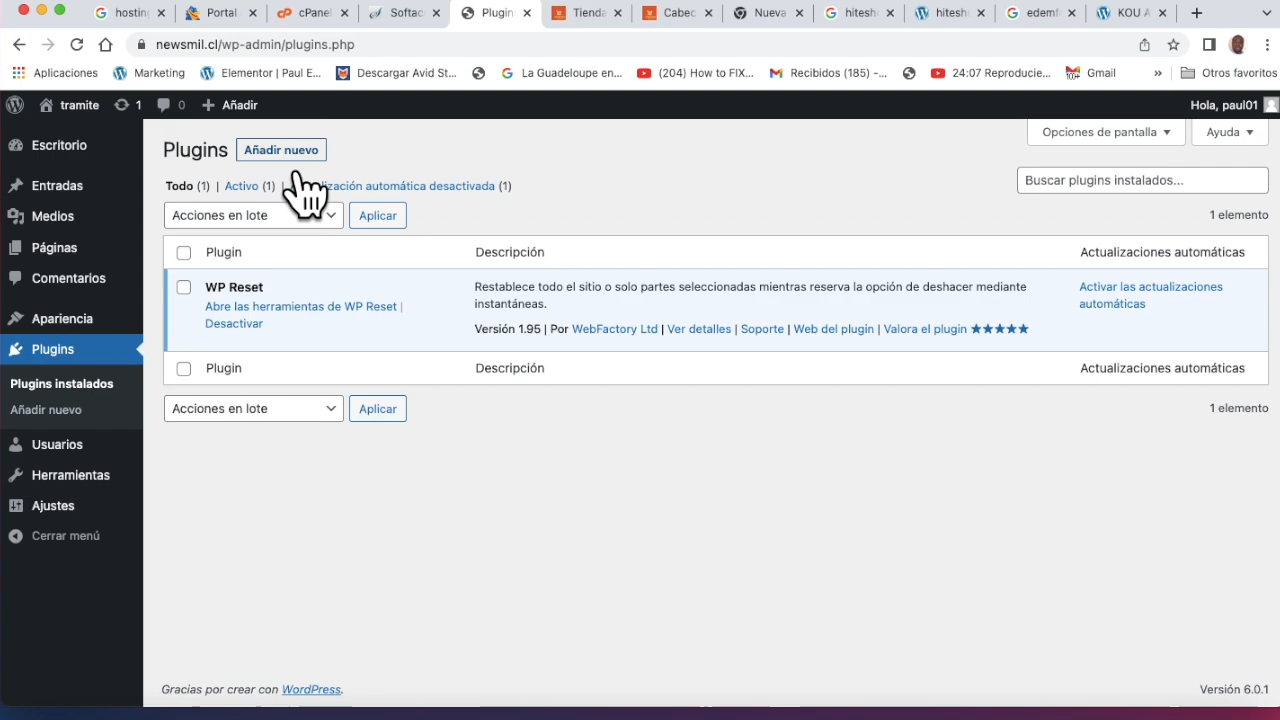 hosting
Portal
cPanel
Softac
Plugin
Tienda
Cabec
Nueva
hitesh
hitesh
edemf
KOU A
newsmil.cl/wp-admin/plugins.php
Aplicaciones
Marketing
Elementor | Paul E...
Descargar Avid St...
La Guadeloupe en...
(204) How to FIX...
Recibidos (185) -...
24:07 Reproducie...
Gmail
»
Otros favoritos
tramite
1
0
Añadir
Hola, paul01
Opciones de pantalla
Ayuda
Escritorio
Entradas
Medios
Páginas
Comentarios
Apariencia
Plugins
Plugins instalados
Añadir nuevo
Usuarios
Herramientas
Ajustes
Cerrar menú
Plugins
Añadir nuevo
Todo (1) | Activo (1) | ización automática desactivada (1)
Buscar plugins instalados...
Acciones en lote
Aplicar
1 elemento
Plugin Descripción Actualizaciones automáticas
WP Reset
Abre las herramientas de WP Reset |
Desactivar
Restablece todo el sitio o solo partes seleccionadas mientras reserva la opción de deshacer mediante
instantáneas.
Versión 1.95 | Por WebFactory Ltd | Ver detalles | Soporte | Web del plugin | Valora el plugin ★★★★★
Activar las actualizaciones
automáticas
Plugin Descripción Actualizaciones automáticas
Acciones en lote
Aplicar
1 elemento
Gracias por crear con WordPress.
Versión 6.0.1